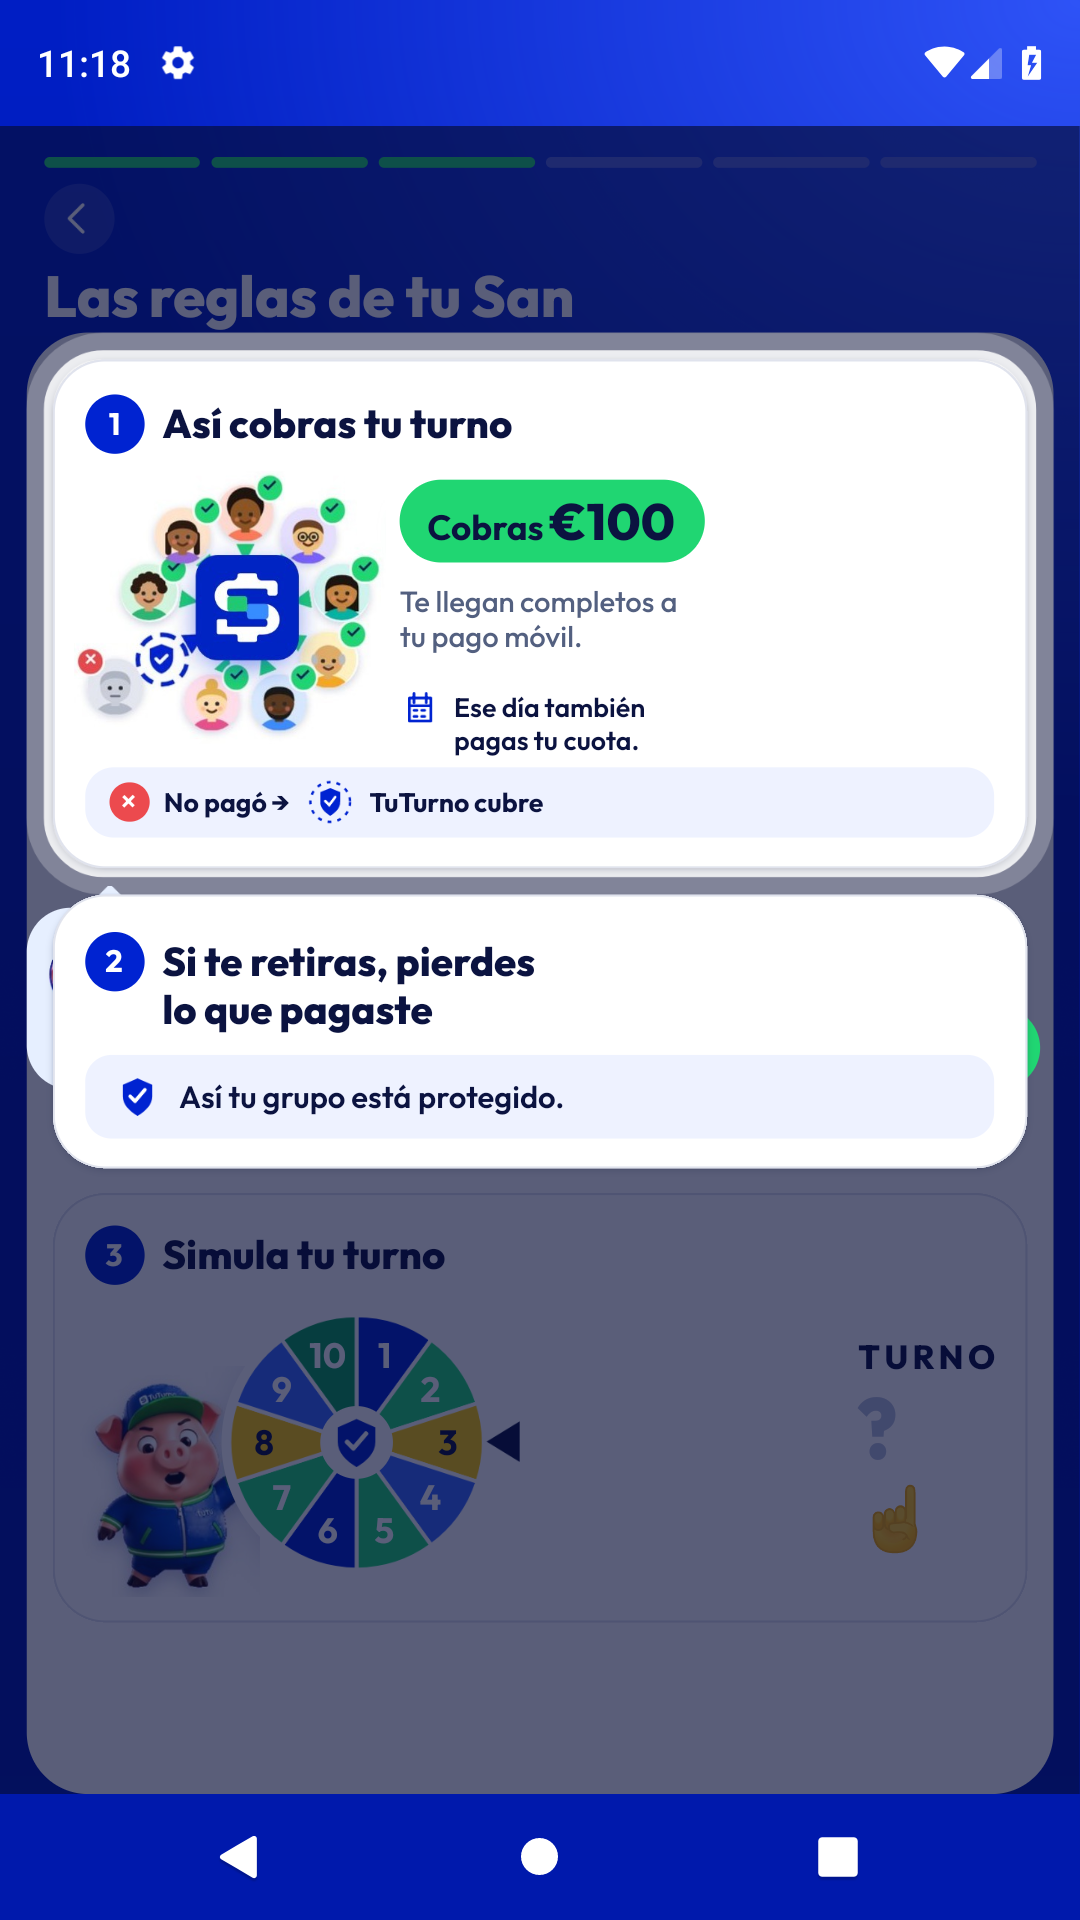 11:18
Las reglas de tu San
1 Así cobras tu turno
Cobras €100
Te llegan completos a
tu pago móvil.
Ese día también
pagas tu cuota.
No pagó → TuTurno cubre
2 Si te retiras, pierdes
lo que pagaste
Así tu grupo está protegido.
3 Simula tu turno
10 1
9 2
8 3
7 4
6 5
TURNO
?